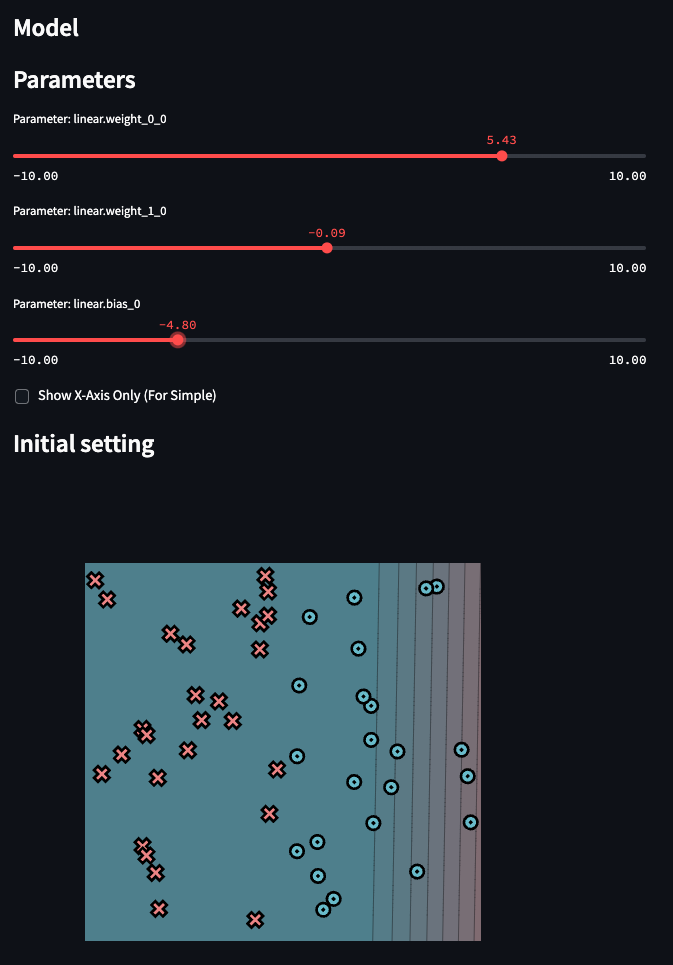 Model
Parameters
Parameter: linear.weight_0_0
5.43
-10.00 10.00
Parameter: linear.weight_1_0
-0.09
-10.00 10.00
Parameter: linear.bias_0
-4.80
-10.00 10.00
Show X-Axis Only (For Simple)
Initial setting